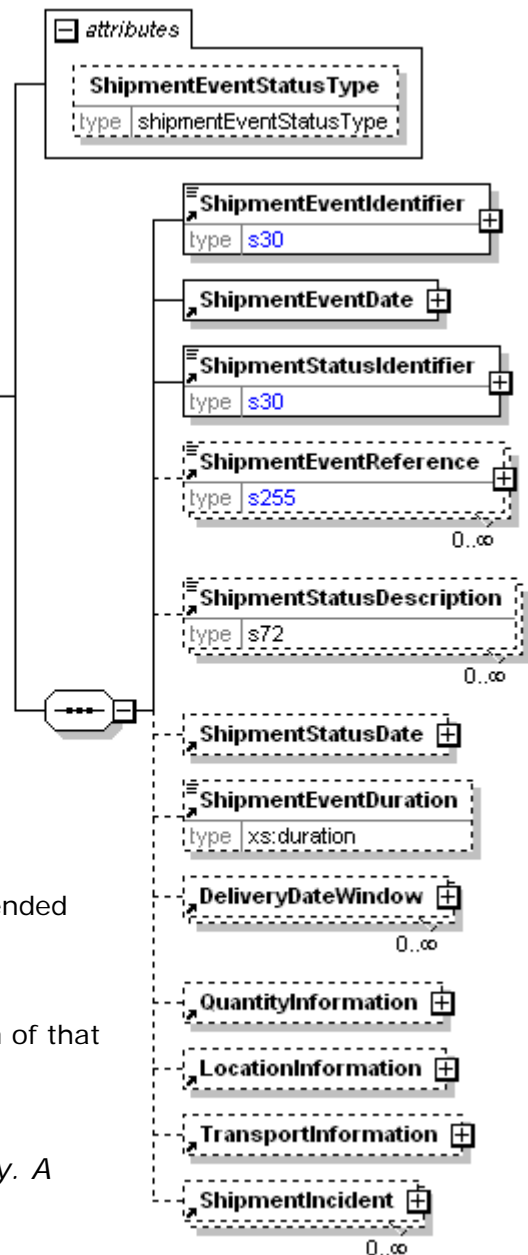 attributes
ShipmentEventStatusType
type shipmentEventStatusType
ShipmentEventIdentifier
type s30
ShipmentEventDate
ShipmentStatusIdentifier
type s30
ShipmentEventReference
type s255
0..∞
ShipmentStatusDescription
type s72
0..∞
ShipmentStatusDate
ShipmentEventDuration
type xs:duration
ended
DeliveryDateWindow
0..∞
QuantityInformation
of that
LocationInformation
TransportInformation
y. A
ShipmentIncident
0..∞